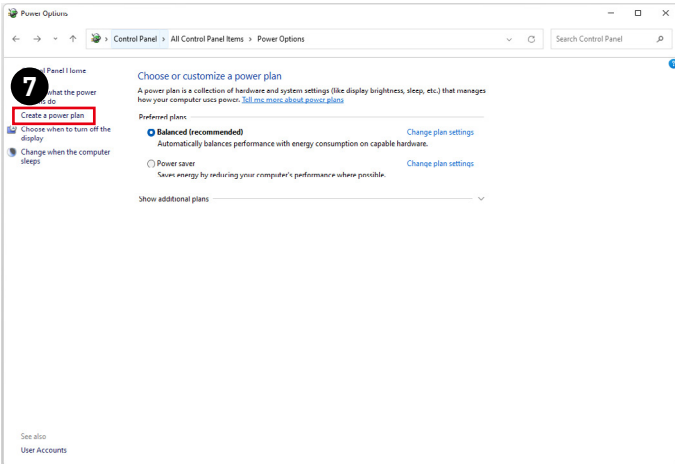 Power Options
Control Panel > All Control Panel Items > Power Options
Search Control Panel
Home
7
what the power
do
Create a power plan
Choose when to turn off the
display
Change when the computer
sleeps
Choose or customize a power plan
A power plan is a collection of hardware and system settings (like display brightness, sleep, etc.) that manages
how your computer uses power. Tell me more about power plans
Preferred plans
Balanced (recommended)
Change plan settings
Automatically balances performance with energy consumption on capable hardware.
Power saver
Change plan settings
Saves energy by reducing your computer's performance where possible.
Show additional plans
See also
User Accounts